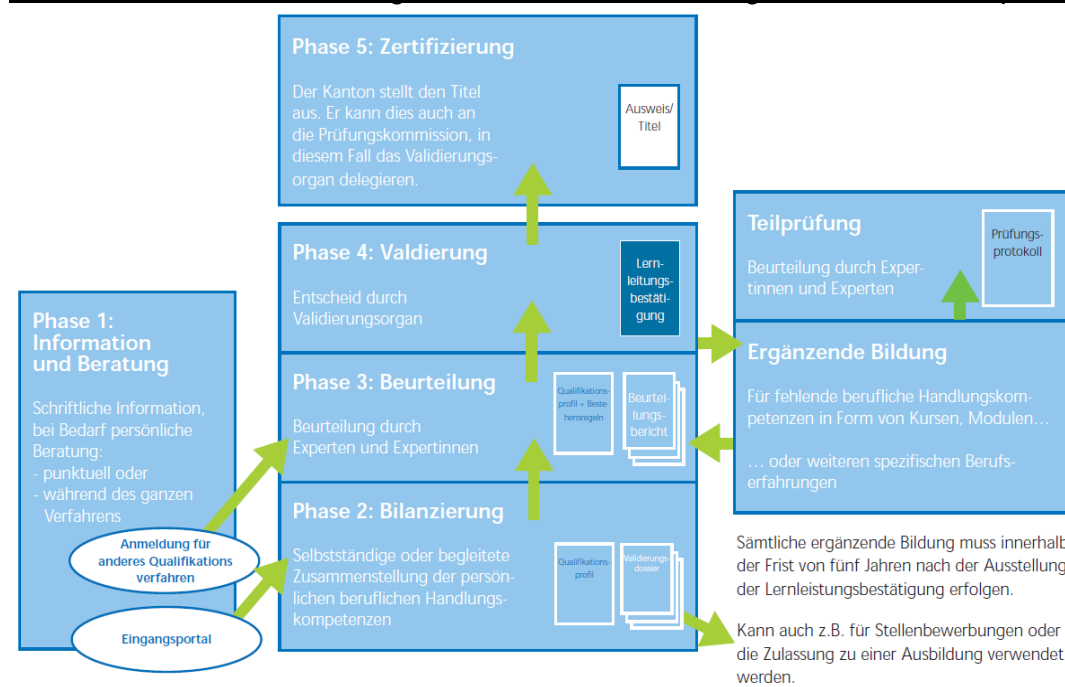 Phase 5: Zertifizierung
Der Kanton stellt den Titel
aus. Er kann dies auch an
die Prüfungskommission, in
diesem Fall das Validierungs-
organ delegieren.
Ausweis/
Titel
Phase 4: Valdierung
Entscheid durch
Validierungsorgan
Lern-
leitungs-
bestäti-
gung
Teilprüfung
Beurteilung durch Exper-
tinnen und Experten
Prüfungs-
protokoll
Phase 1:
Information
und Beratung
Schriftliche Information,
bei Bedarf persönliche
Beratung:
- punktuell oder
- während des ganzen
Verfahrens
Anmeldung für
anderes Qualifikations
verfahren
Eingangsportal
Phase 3: Beurteilung
Beurteilung durch
Experten und Expertinnen
Qualifikations-
profil + Beste-
hensregeln
Beurtei-
lungs-
bericht
Ergänzende Bildung
Für fehlende berufliche Handlungskom-
petenzen in Form von Kursen, Modulen…
… oder weiteren spezifischen Berufs-
erfahrungen
Phase 2: Bilanzierung
Selbstständige oder begleitete
Zusammenstellung der persön-
lichen beruflichen Handlungs-
kompetenzen
Qualifikations-
profil
Validierungs-
dossier
Sämtliche ergänzende Bildung muss innerhalb
der Frist von fünf Jahren nach der Ausstellung
der Lernleistungsbestätigung erfolgen.
Kann auch z.B. für Stellenbewerbungen oder
die Zulassung zu einer Ausbildung verwendet
werden.